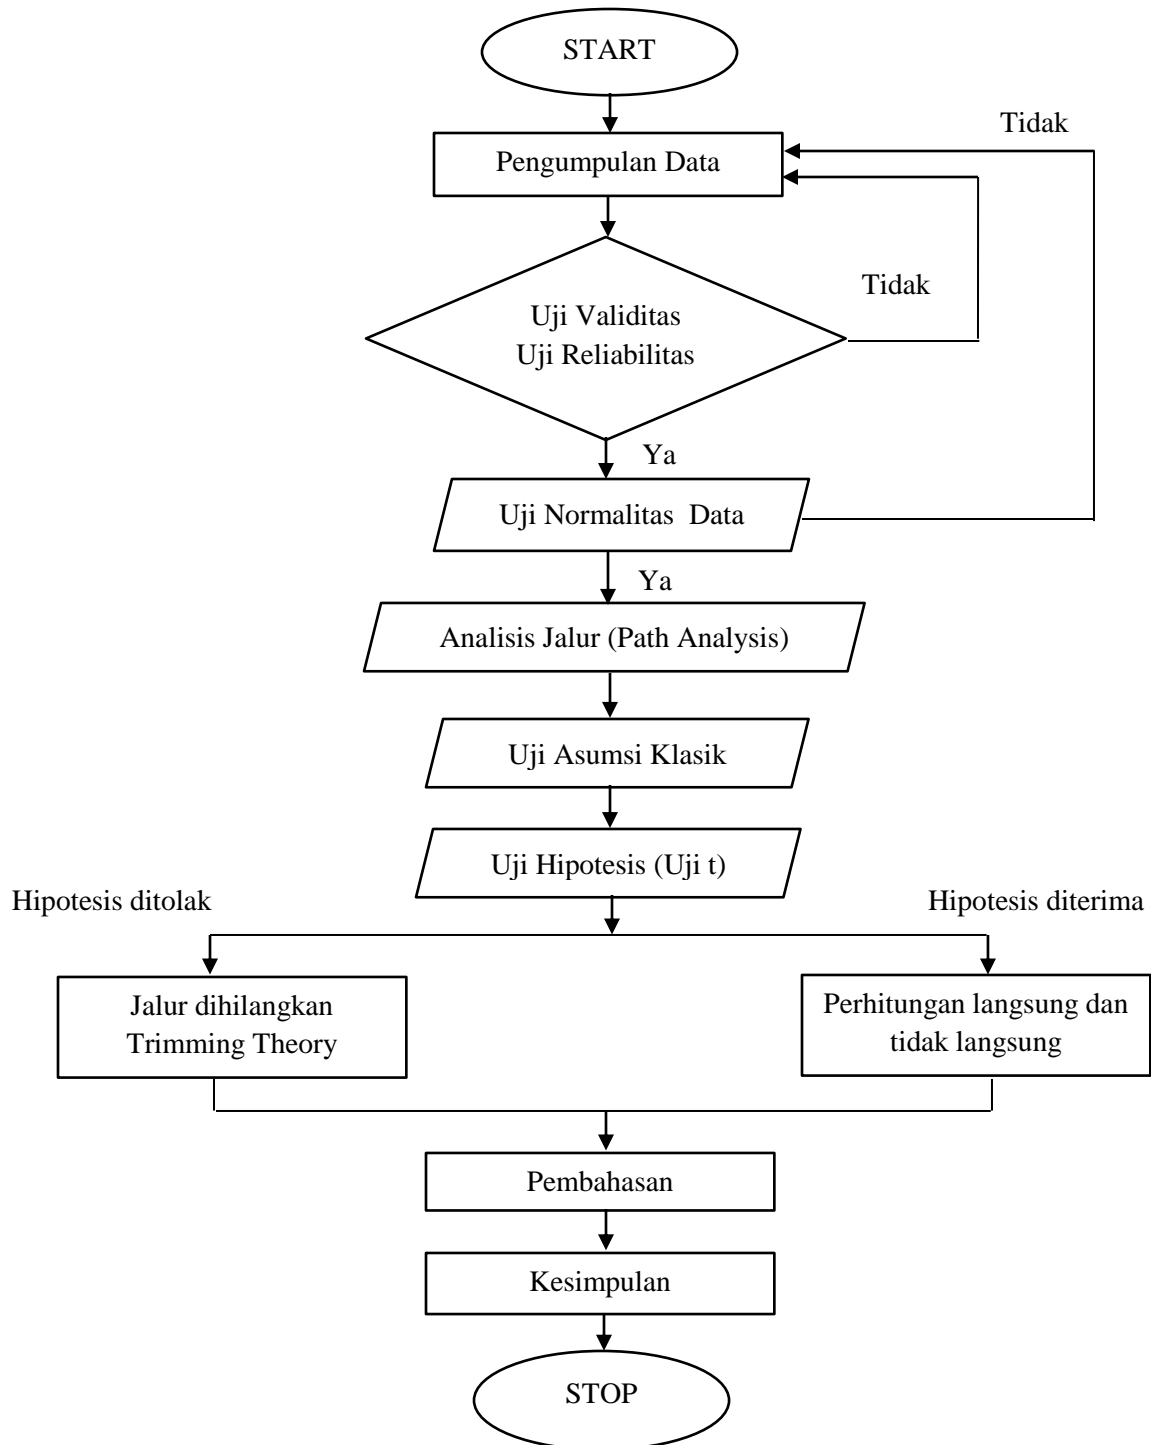 START
Tidak
Pengumpulan Data
Tidak
Uji Validitas
Uji Reliabilitas
Ya
Uji Normalitas  Data
Ya
Analisis Jalur (Path Analysis)
Uji Asumsi Klasik
Uji Hipotesis (Uji t)
Hipotesis ditolak
Hipotesis diterima
Jalur dihilangkan
Trimming Theory
Perhitungan langsung dan
tidak langsung
Pembahasan
Kesimpulan
STOP